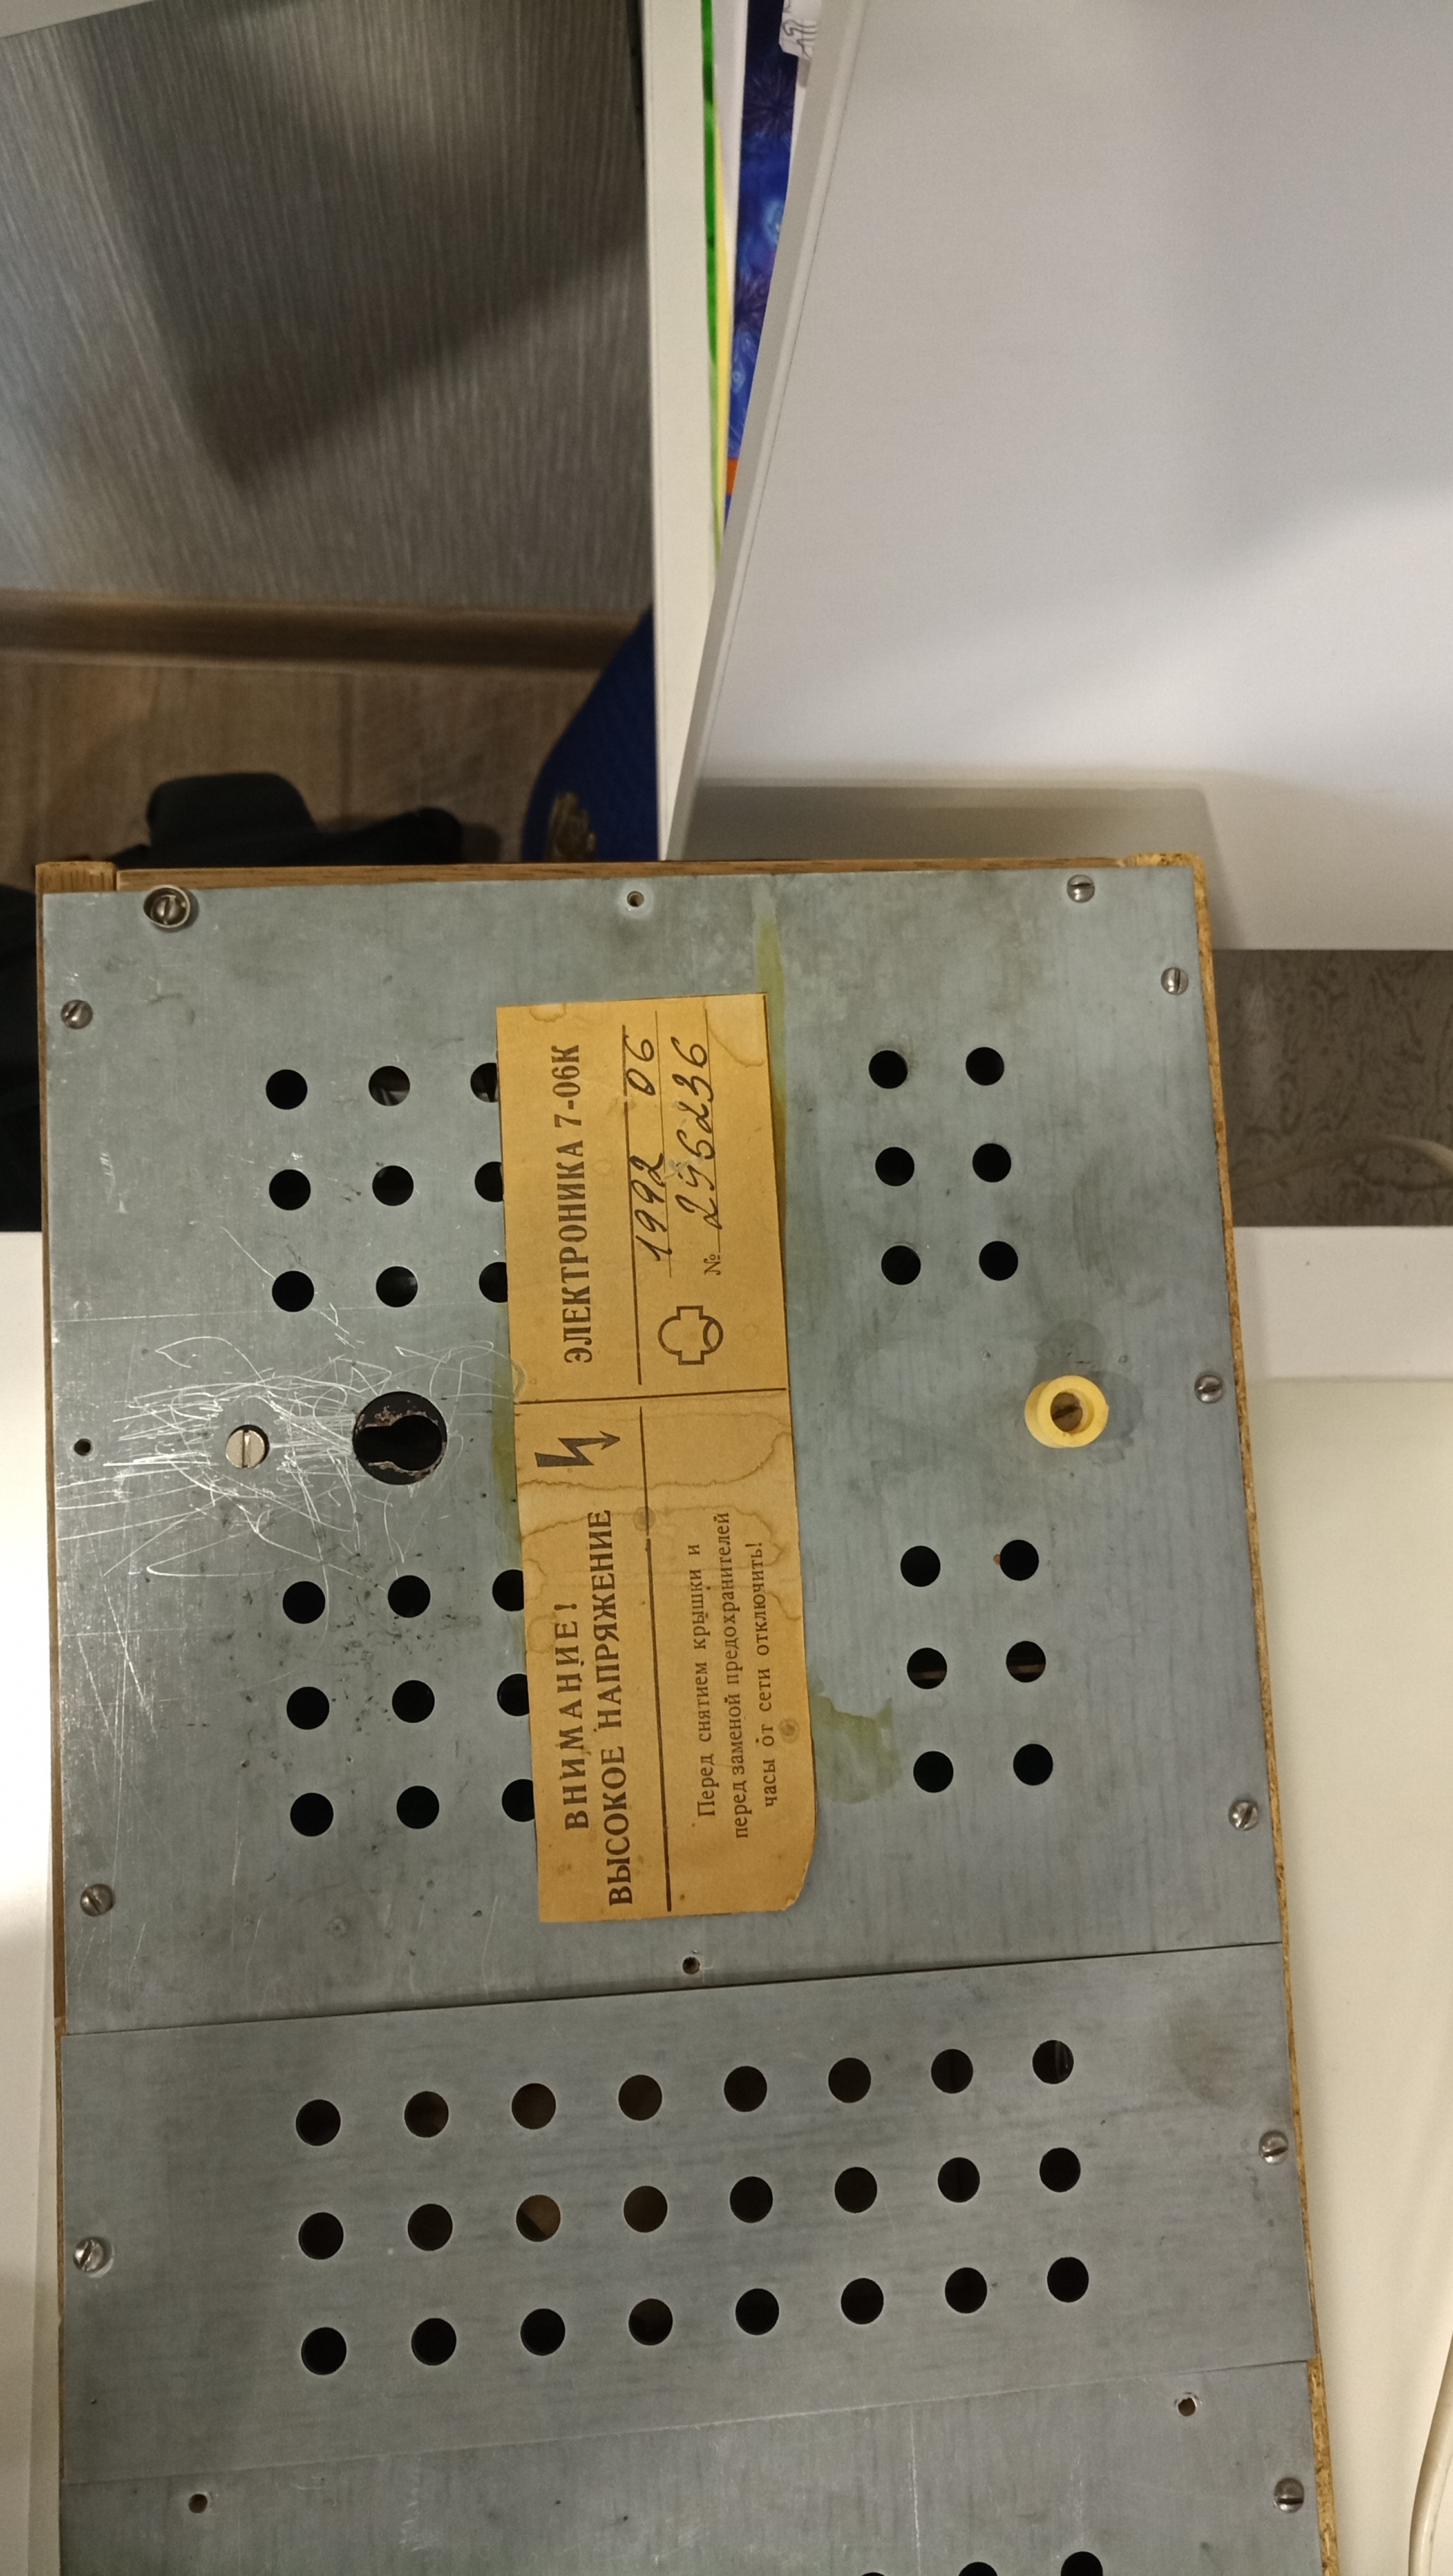 ВНИМАНИЕ!
ВЫСОКОЕ НАПРЯЖЕНИЕ
Перед снятием крышки и
перед заменой предохранителей
часы от сети отключить!
ЭЛЕКТРОНИКА 7-06К
1992 06
№ 296236